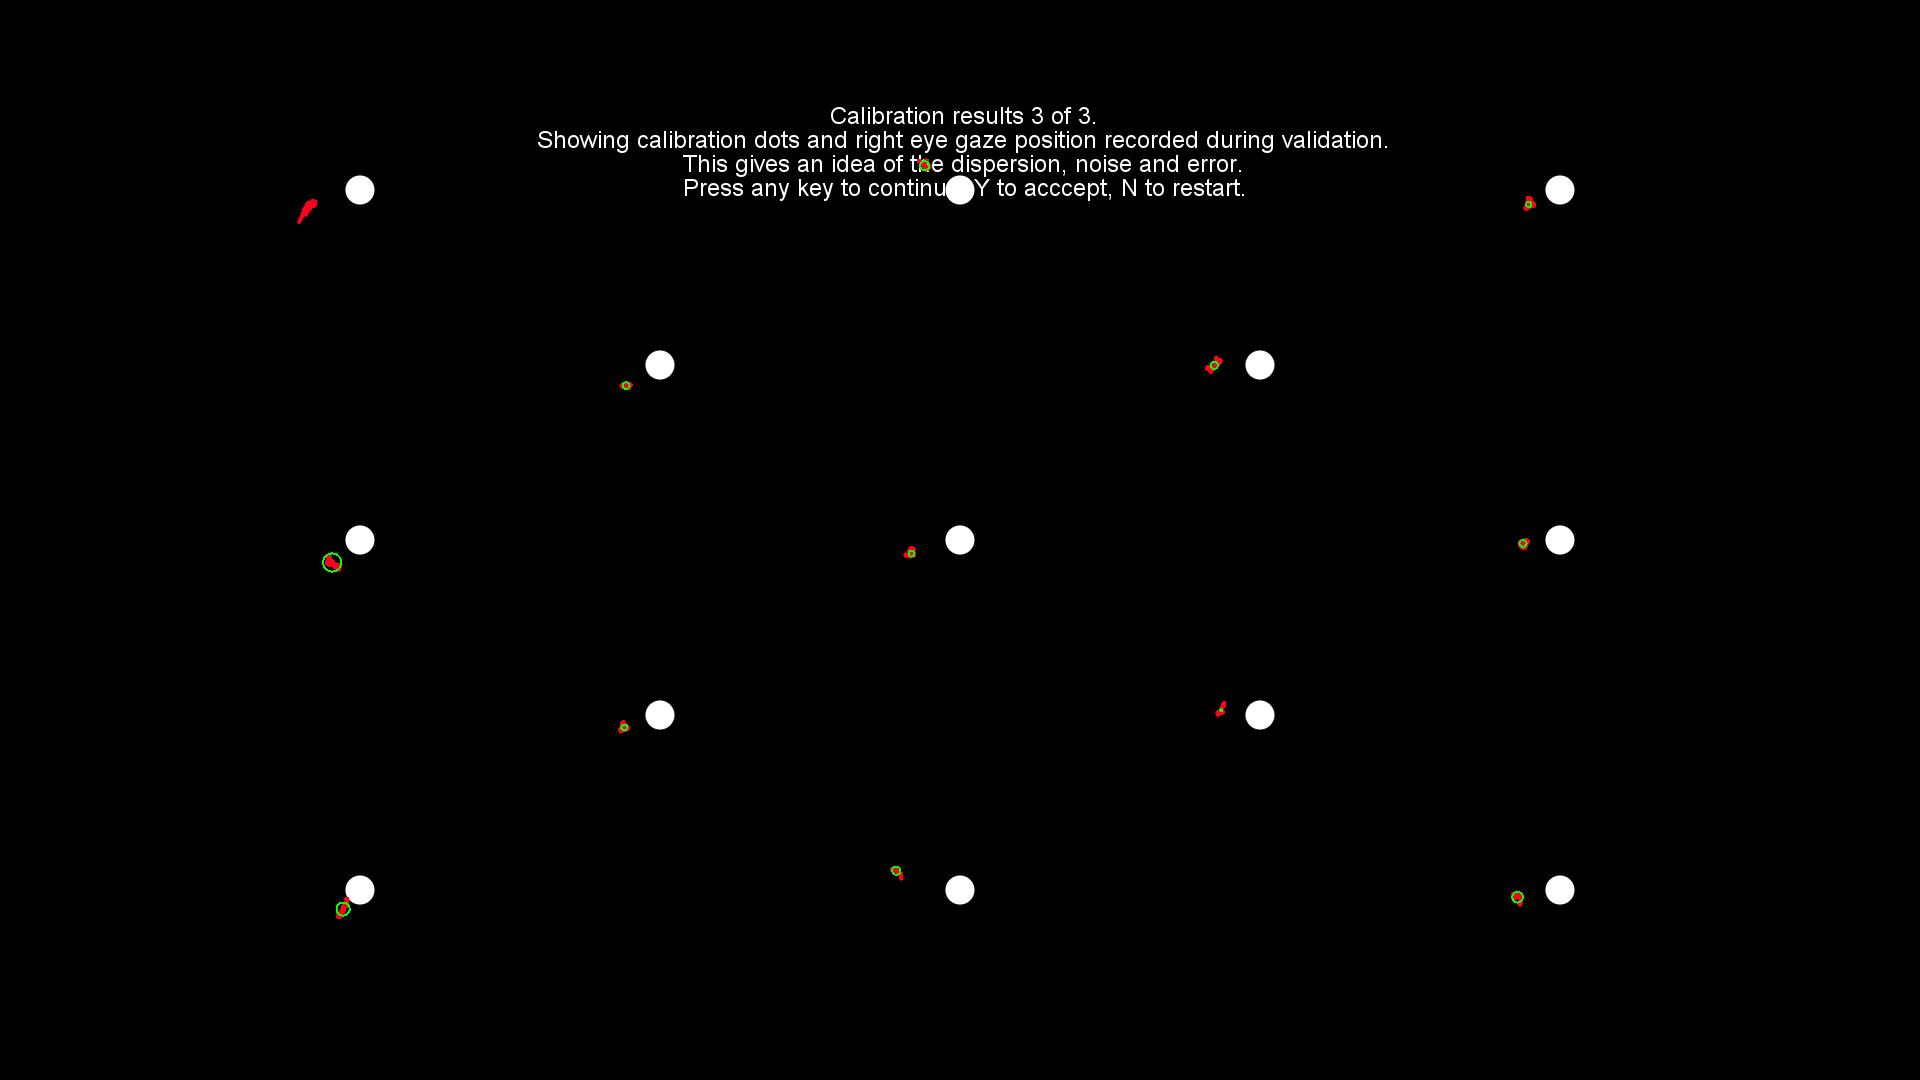 Calibration results 3 of 3.
Showing calibration dots and right eye gaze position recorded during validation.
This gives an idea of the dispersion, noise and error.
Press any key to continue Y to acccept, N to restart.